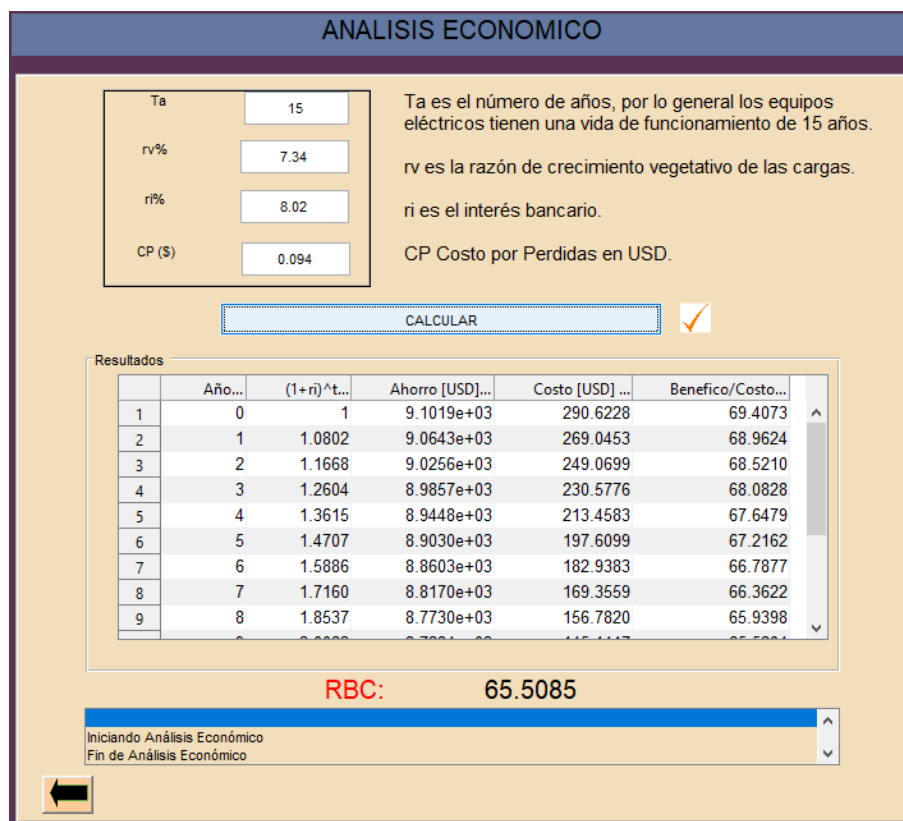 ANALISIS ECONOMICO
Ta 15
rv% 7.34
ri% 8.02
CP ($) 0.094
Ta es el número de años, por lo general los equipos
eléctricos tienen una vida de funcionamiento de 15 años.
rv es la razón de crecimiento vegetativo de las cargas.
ri es el interés bancario.
CP Costo por Perdidas en USD.
CALCULAR
Resultados
Año... (1+ri)^t... Ahorro [USD]... Costo [USD] ... Benefico/Costo...
1 0 1 9.1019e+03 290.6228 69.4073
2 1 1.0802 9.0643e+03 269.0453 68.9624
3 2 1.1668 9.0256e+03 249.0699 68.5210
4 3 1.2604 8.9857e+03 230.5776 68.0828
5 4 1.3615 8.9448e+03 213.4583 67.6479
6 5 1.4707 8.9030e+03 197.6099 67.2162
7 6 1.5886 8.8603e+03 182.9383 66.7877
8 7 1.7160 8.8170e+03 169.3559 66.3622
9 8 1.8537 8.7730e+03 156.7820 65.9398
RBC: 65.5085
Iniciando Análisis Económico
Fin de Análisis Económico